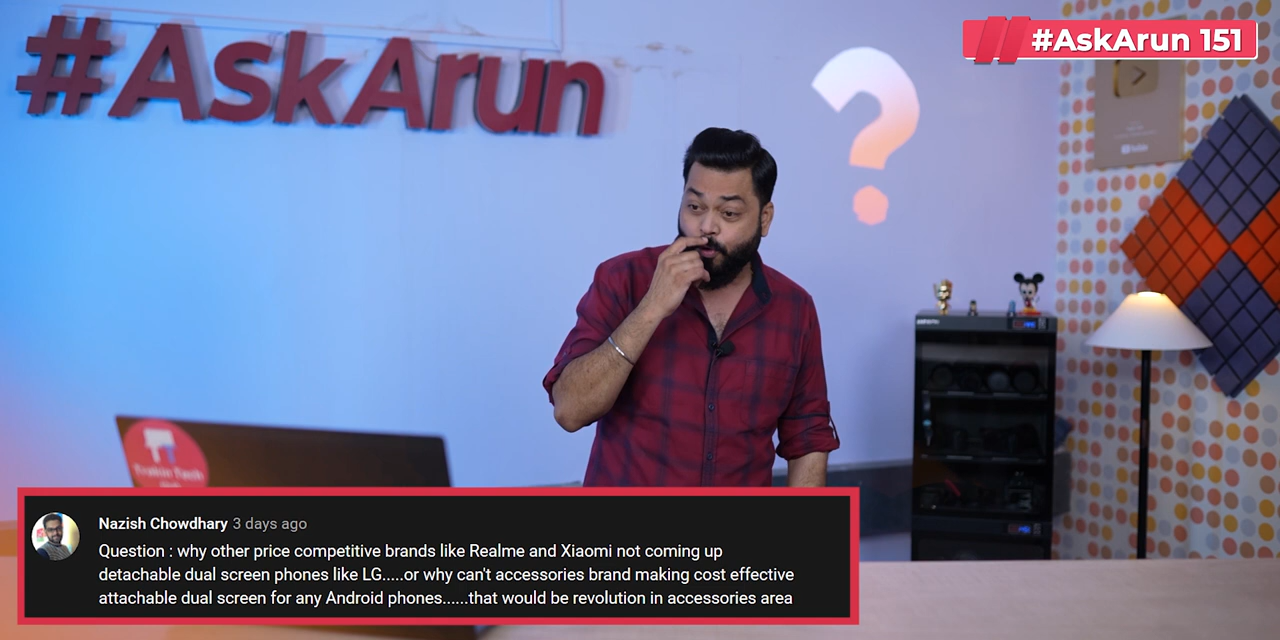 #AskArun
#AskArun 151
?
Trakin Tech
Nazish Chowdhary 3 days ago
Question : why other price competitive brands like Realme and Xiaomi not coming up
detachable dual screen phones like LG.....or why can't accessories brand making cost effective
attachable dual screen for any Android phones......that would be revolution in accessories area